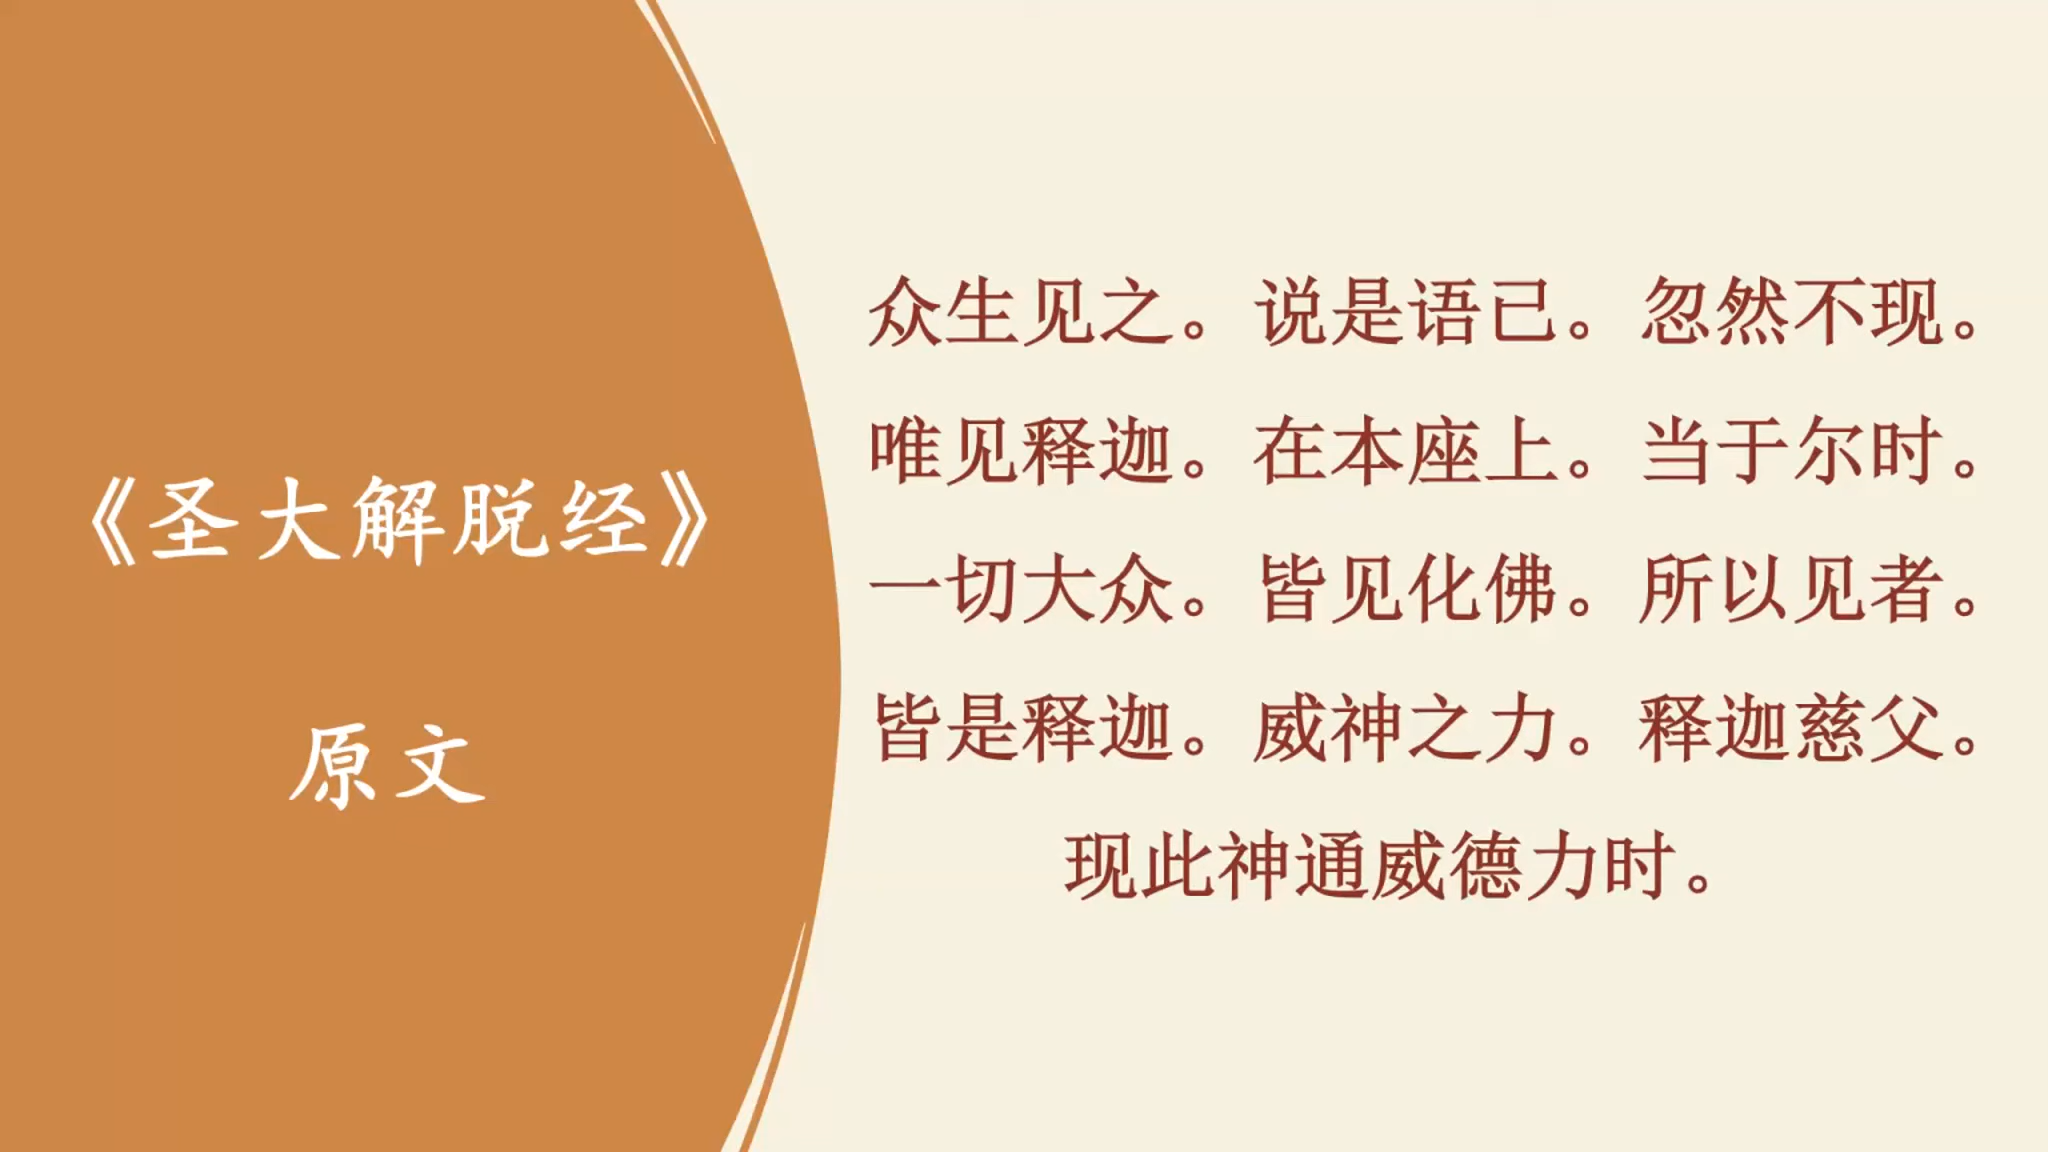 《圣大解脱经》
原文
众生见之。说是语已。忽然不现。
唯见释迦。在本座上。当于尔时。
一切大众。皆见化佛。所以见者。
皆是释迦。威神之力。释迦慈父。
现此神通威德力时。